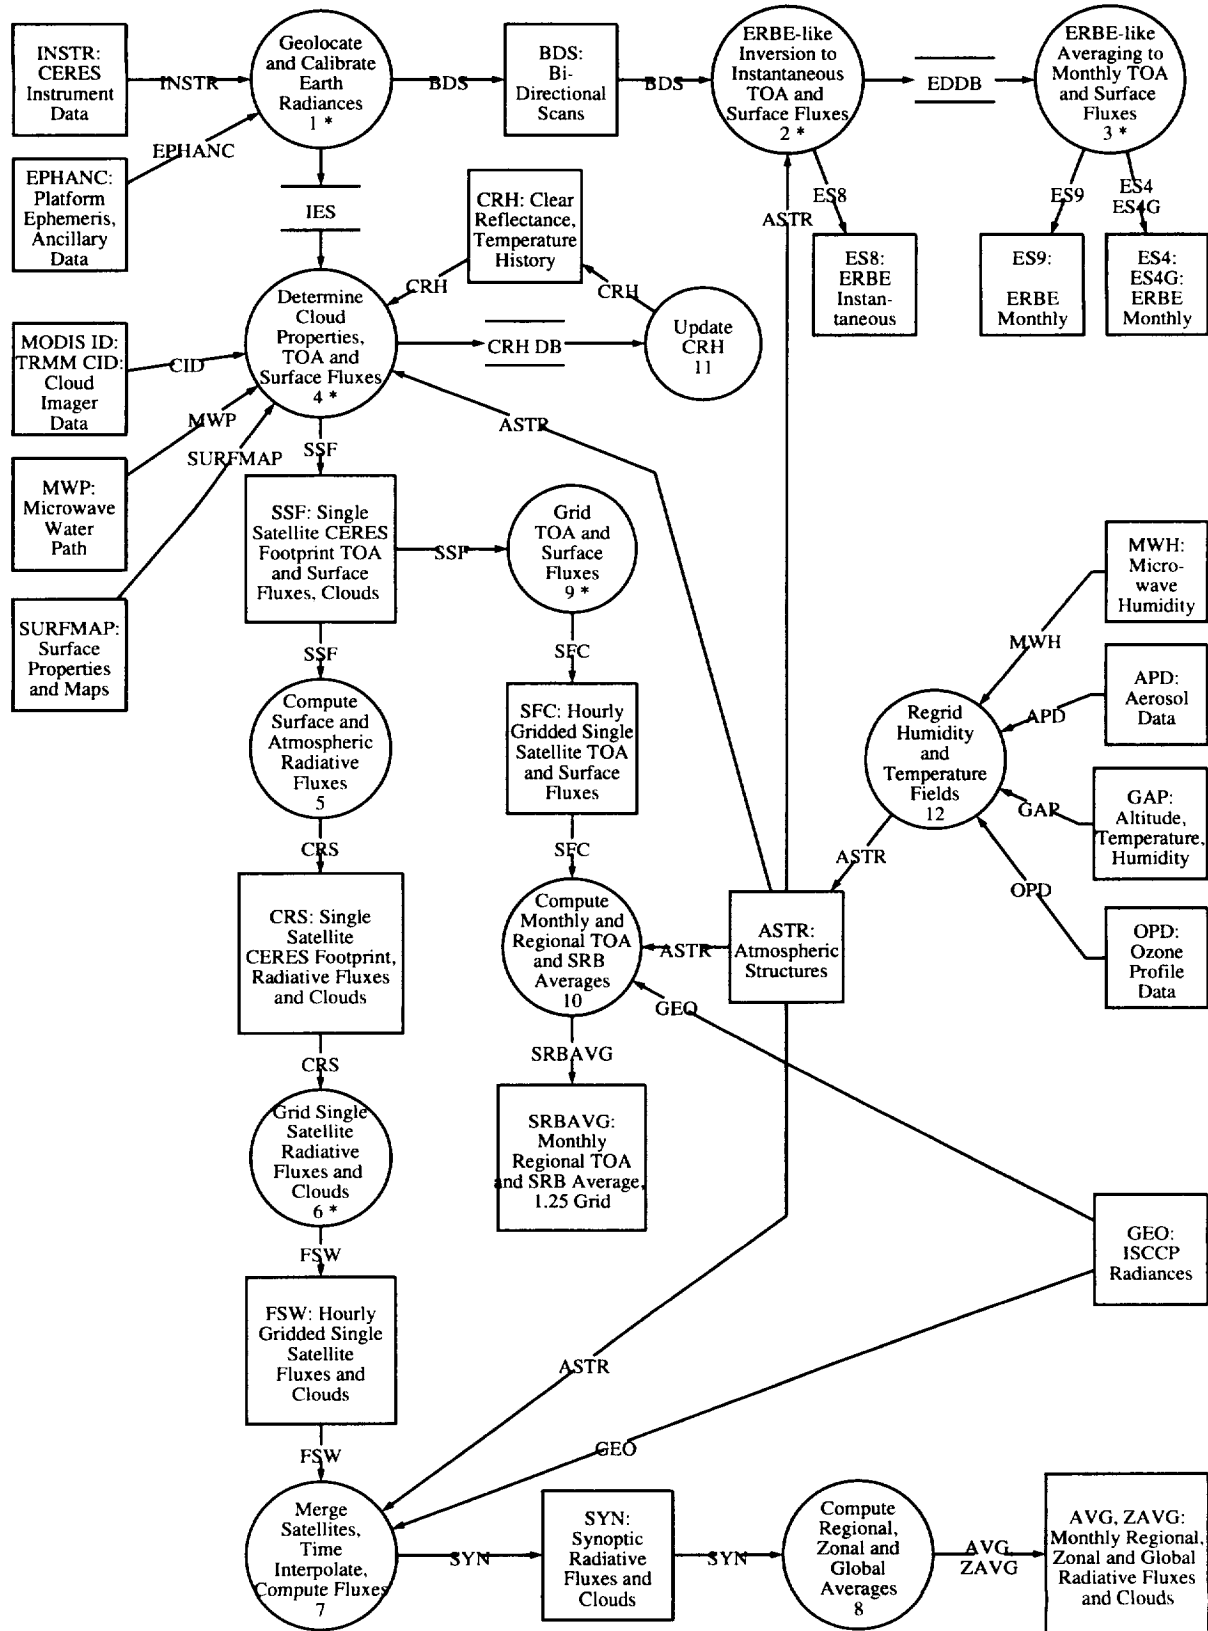 INSTR:
CERES
Instrument
Data
INSTR
Geolocate
and Calibrate
Earth
Radiances
1 *
BDS
BDS:
Bi-
Directional
Scans
BDS
ERBE-like
Inversion to
Instantaneous
TOA and
Surface Fluxes
2 *
EDDB
ERBE-like
Averaging to
Monthly TOA
and Surface
Fluxes
3 *
EPHANC
EPHANC:
Platform
Ephemeris,
Ancillary
Data
IES
CRH: Clear
Reflectance,
Temperature
History
ASTR
ES8
ES9
ES4
ES4G
ES8:
ERBE
Instan-
taneous
ES9:
ERBE
Monthly
ES4:
ES4G:
ERBE
Monthly
CRH
CRH
Determine
Cloud
Properties,
TOA and
Surface Fluxes
4 *
CRH DB
Update
CRH
11
MODIS ID:
TRMM CID:
Cloud
Imager
Data
CID
MWP
SURFMAP
ASTR
SSF
MWP:
Microwave
Water
Path
SSF: Single
Satellite CERES
Footprint TOA
and Surface
Fluxes, Clouds
SSF
Grid
TOA and
Surface
Fluxes
9 *
MWH:
Micro-
wave
Humidity
MWH
SURFMAP:
Surface
Properties
and Maps
SSF
SFC
Compute
Surface and
Atmospheric
Radiative
Fluxes
5
SFC: Hourly
Gridded Single
Satellite TOA
and Surface
Fluxes
Regrid
Humidity
and
Temperature
Fields
12
APD
APD:
Aerosol
Data
GAP
GAP:
Altitude,
Temperature,
Humidity
CRS
SFC
ASTR
OPD
OPD:
Ozone
Profile
Data
CRS: Single
Satellite
CERES Footprint,
Radiative Fluxes
and Clouds
Compute
Monthly and
Regional TOA
and SRB
Averages
10
ASTR
ASTR:
Atmospheric
Structures
GEO
CRS
SRBAVG
Grid Single
Satellite
Radiative
Fluxes and
Clouds
6 *
SRBAVG:
Monthly
Regional TOA
and SRB Average,
1.25 Grid
GEO:
ISCCP
Radiances
FSW
FSW: Hourly
Gridded Single
Satellite
Fluxes and
Clouds
ASTR
FSW
GEO
Merge
Satellites,
Time
Interpolate,
Compute Fluxes
7
SYN
SYN:
Synoptic
Radiative
Fluxes and
Clouds
SYN
Compute
Regional,
Zonal and
Global
Averages
8
AVG
ZAVG
AVG, ZAVG:
Monthly Regional,
Zonal and Global
Radiative Fluxes
and Clouds